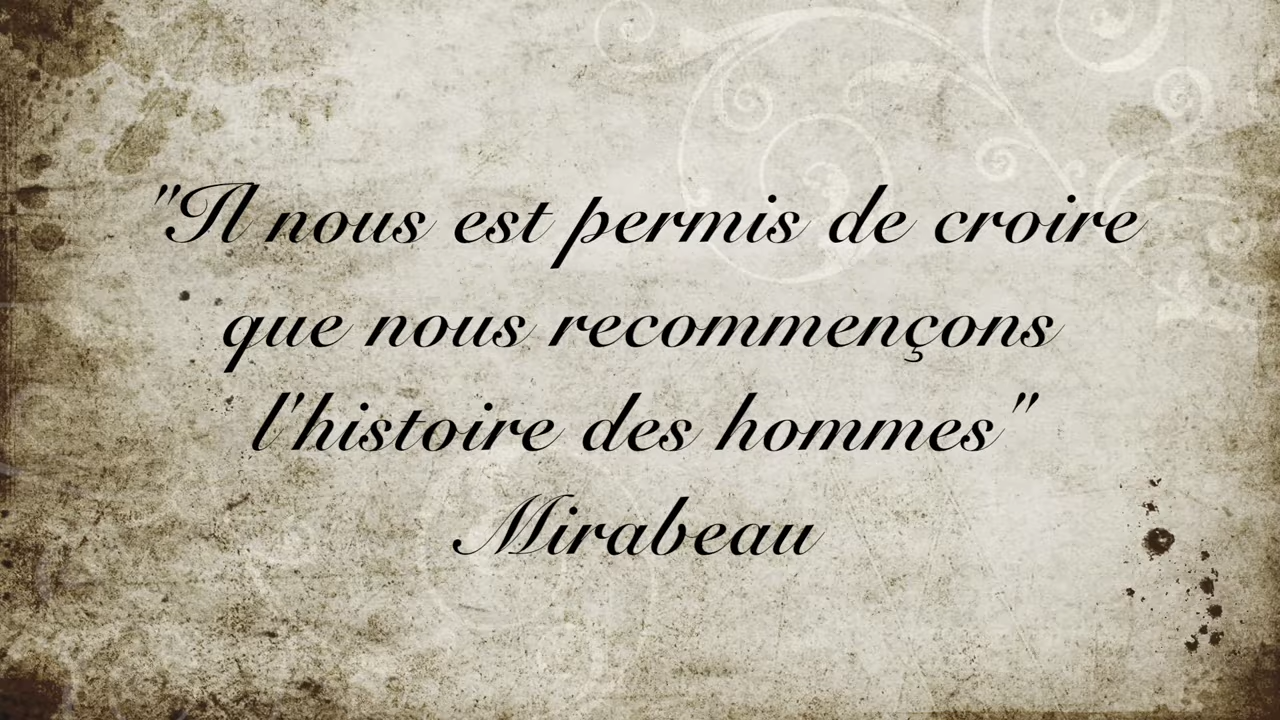 "Il nous est permis de croire
que nous recommençons
l'histoire des hommes"
Mirabeau